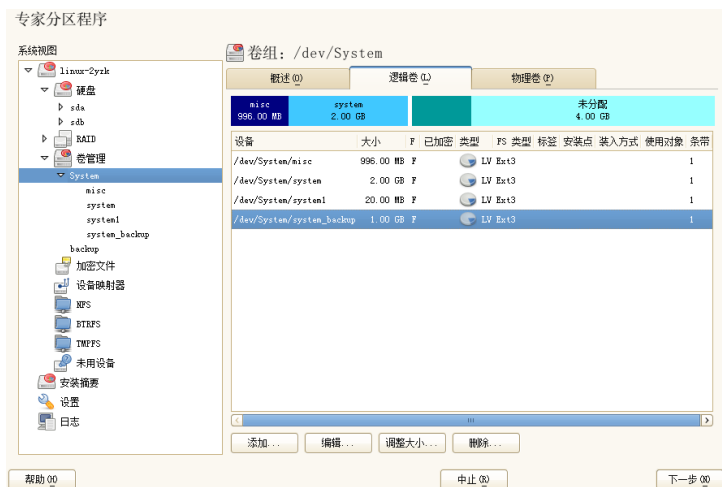 专家分区程序
系统视图
linux-2yzk
硬盘
sda
sdb
RAID
卷管理
System
misc
system
system1
system_backup
backup
加密文件
设备映射器
NFS
BTRFS
TMPFS
未用设备
安装摘要
设置
日志
卷组: /dev/System
概述(O) 逻辑卷(L) 物理卷(P)
misc system 未分配
996.00 MB 2.00 GB 4.00 GB
设备 大小 F 已加密 类型 FS 类型 标签 安装点 装入方式 使用对象 条带
/dev/System/misc 996.00 MB F LV Ext3 1
/dev/System/system 2.00 GB F LV Ext3 1
/dev/System/system1 20.00 MB F LV Ext3 1
/dev/System/system_backup 1.00 GB F LV Ext3 1
添加... 编辑... 调整大小... 删除...
帮助(H) 中止(R) 下一步(N)